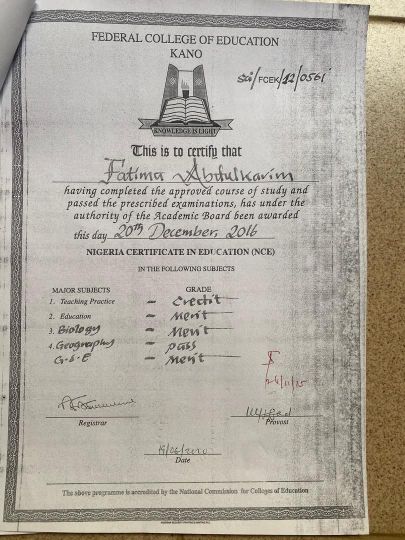 FEDERAL COLLEGE OF EDUCATION
KANO
/FCEK/12/0561
KNOWLEDGE IS LIGHT
This is to certify that
Fatima Abdulkarim
having completed the approved course of study and
passed the prescribed examinations, has under the
authority of the Academic Board been awarded
this day 20th December, 2016
NIGERIA CERTIFICATE IN EDUCATION (NCE)
IN THE FOLLOWING SUBJECTS
MAJOR SUBJECTS GRADE
1. Teaching Practice - Credit
2. Education - Merit
3. Biology - Merit
4. Geography - Pass
G.S.E - Merit
Registrar
Provost
Date
The above programme is accredited by the National Commission for Colleges of Education